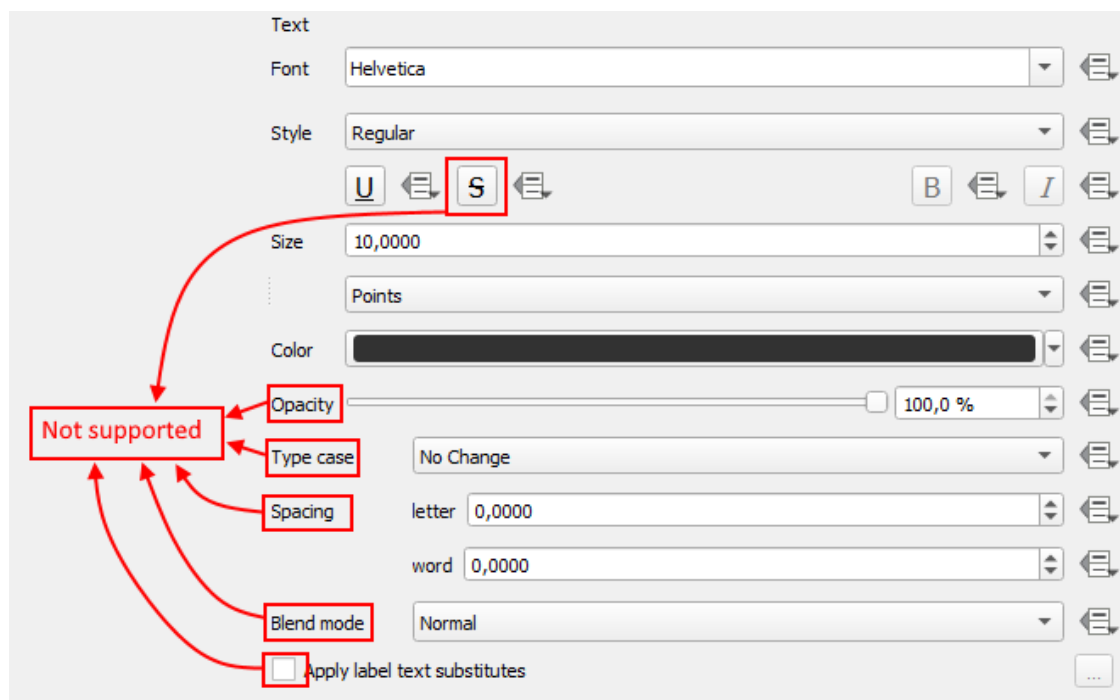 Text
Font Helvetica
Style Regular
U S B I
Size 10,0000
Points
Color
Opacity 100,0 %
Not supported
Type case No Change
Spacing letter 0,0000
word 0,0000
Blend mode Normal
Apply label text substitutes ...